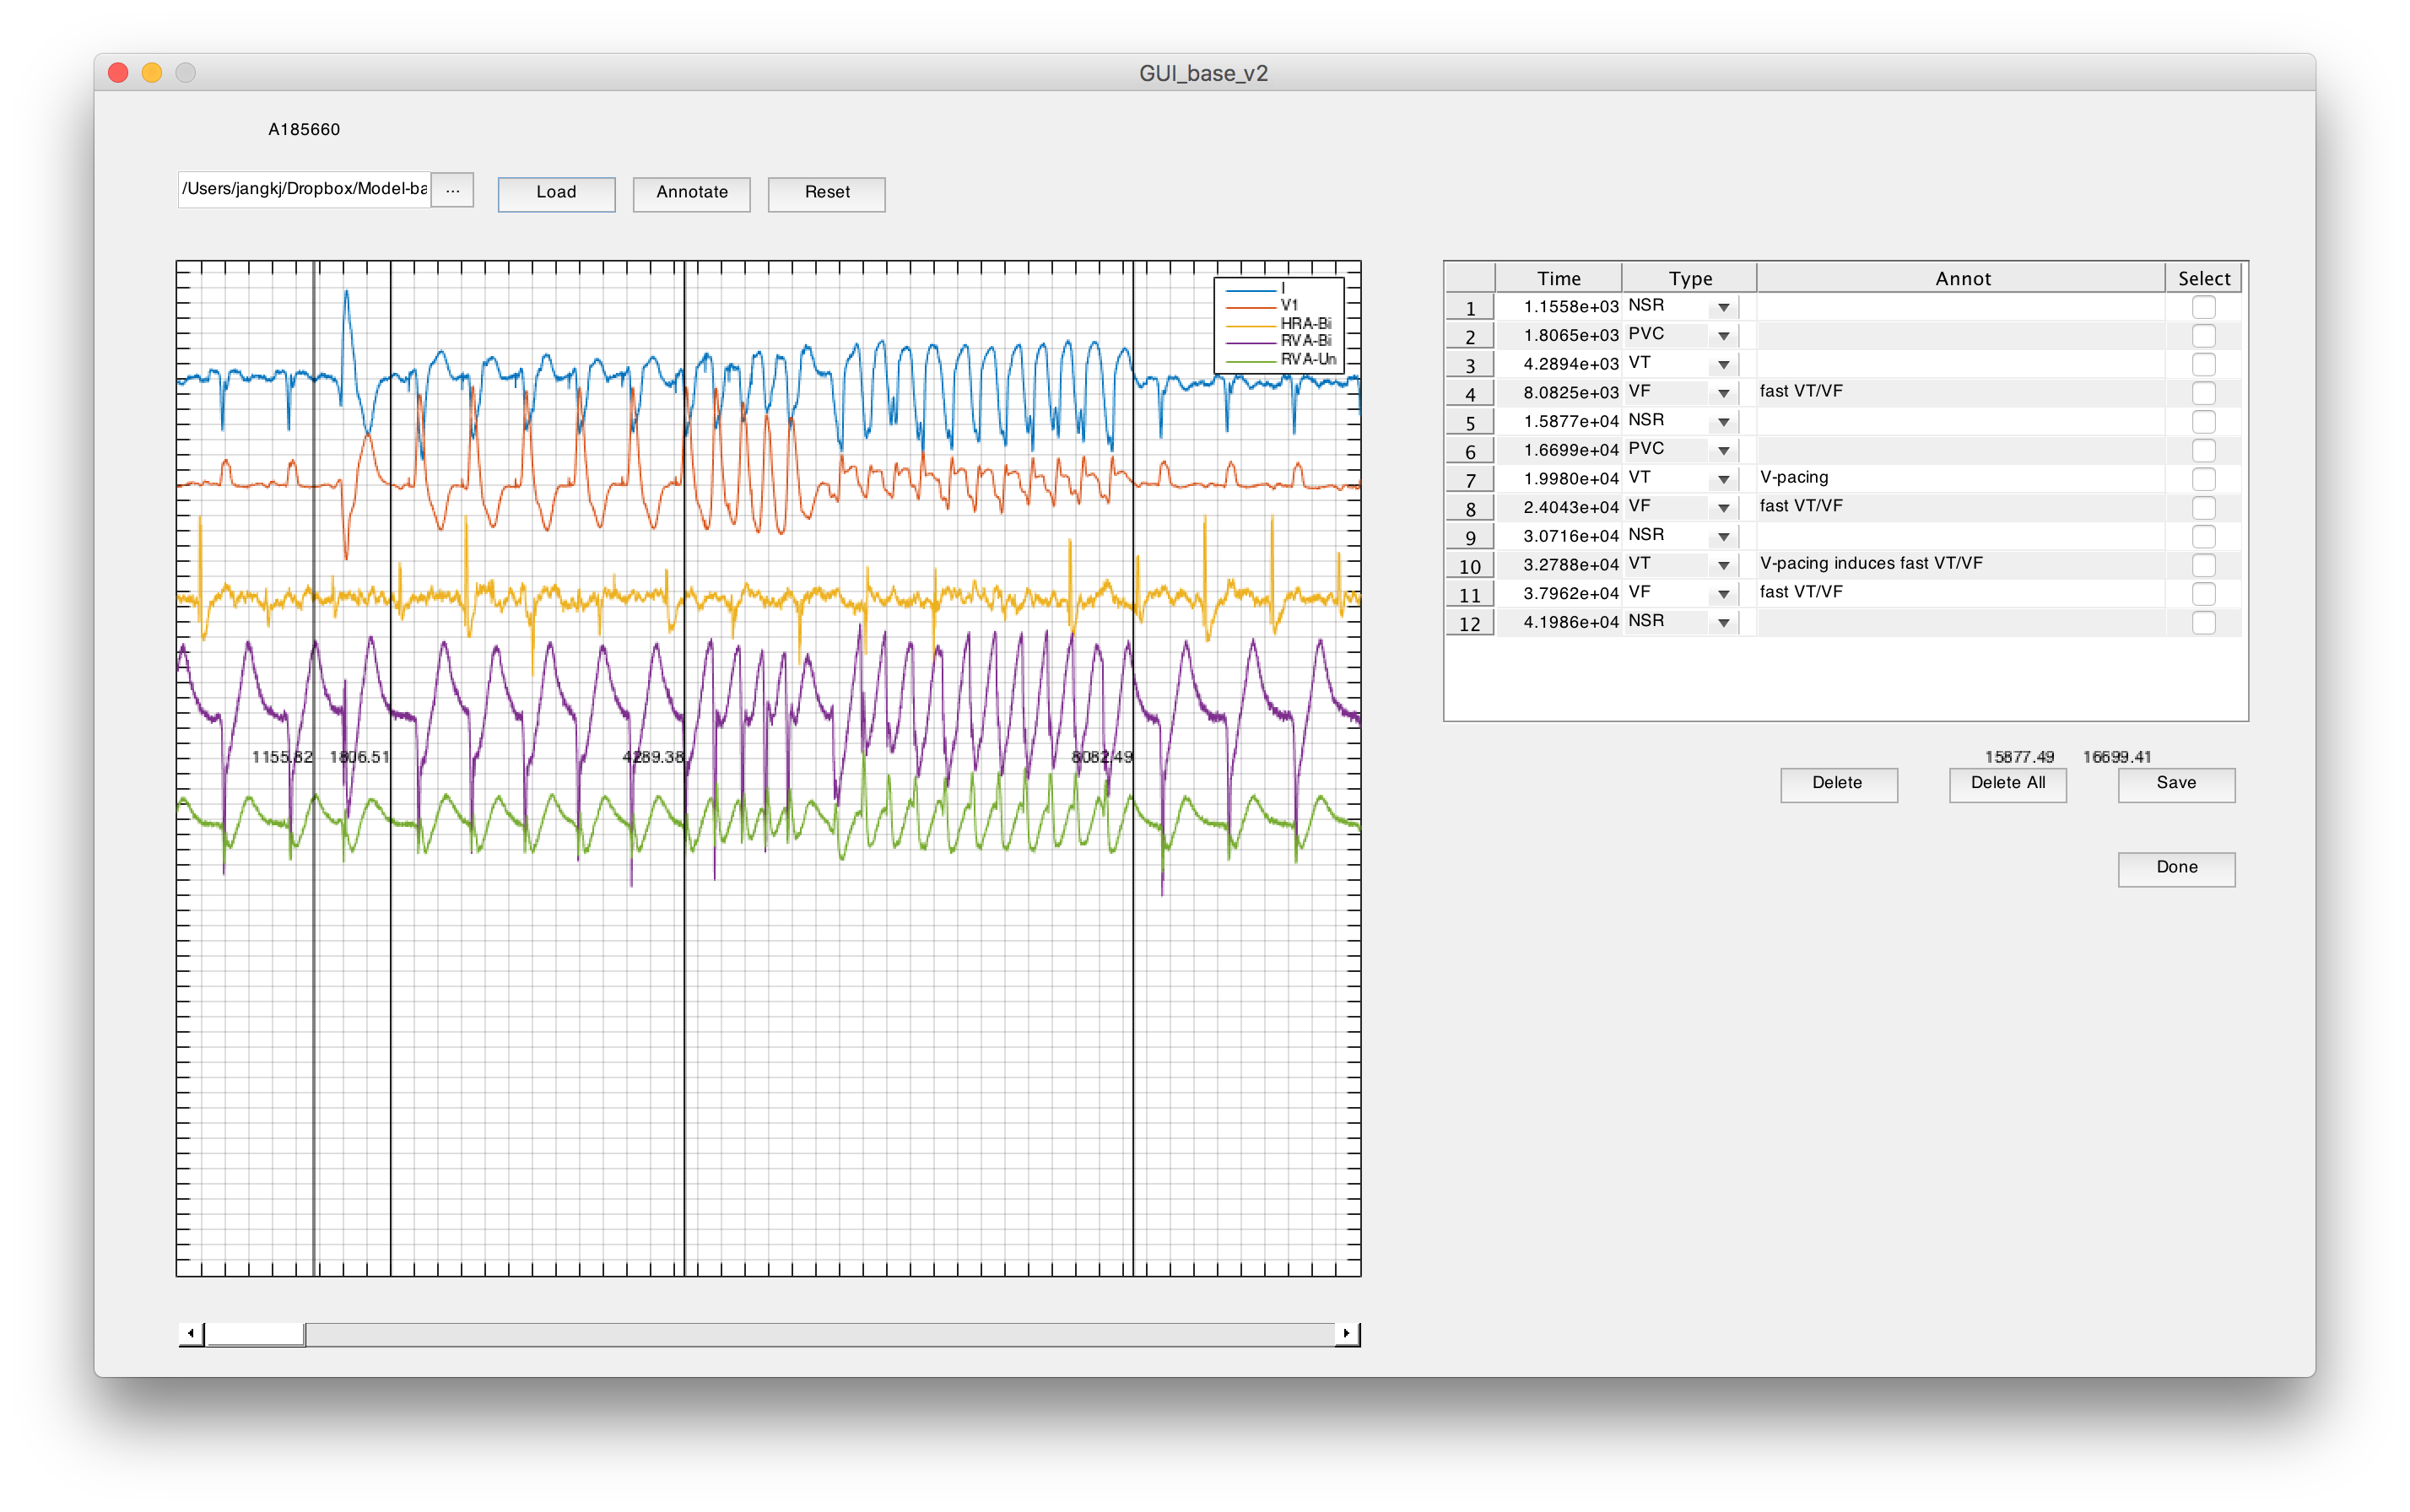 GUI_base_v2
A185660
/Users/jangkj/Dropbox/Model-ba
...
Load
Annotate
Reset
I
V1
HRA-Bi
RVA-Bi
RVA-Un
1155.82 1806.51 4289.38 8082.49
Time Type Annot Select
1 1.1558e+03 NSR
2 1.8065e+03 PVC
3 4.2894e+03 VT
4 8.0825e+03 VF fast VT/VF
5 1.5877e+04 NSR
6 1.6699e+04 PVC
7 1.9980e+04 VT V-pacing
8 2.4043e+04 VF fast VT/VF
9 3.0716e+04 NSR
10 3.2788e+04 VT V-pacing induces fast VT/VF
11 3.7962e+04 VF fast VT/VF
12 4.1986e+04 NSR
15877.49 16699.41
Delete
Delete All
Save
Done